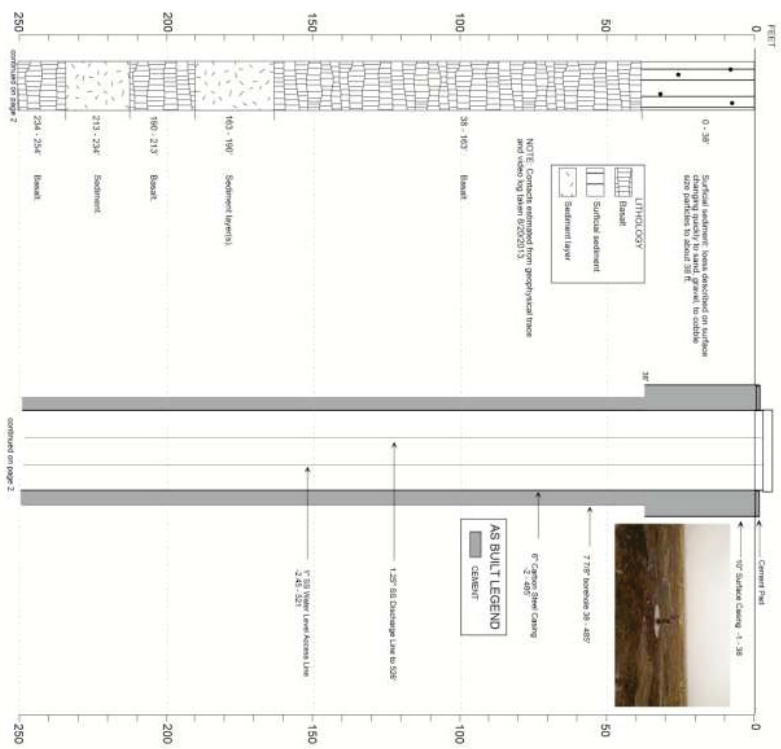 FEET
0
50
100
150
200
250
0 - 38'
Surficial sediment: loess described on surface
changing quickly to sand, gravel, to cobble
size particles to about 38 ft.
LITHOLOGY
Basalt
Surficial sediment
Sediment layer
NOTE: Contacts estimated from geophysical trace
and video log taken 8/20/2013.
38 - 163'
Basalt
163 - 190'
Sediment layer(s)
190 - 213'
Basalt
213 - 234'
Sediment
234 - 254'
Basalt
continued on page 2
38'
continued on page 2
Cement Pad
10" Surface Casing -1 - 38
7 7/8" borehole 38 - 485'
6" Carbon Steel Casing
-2 - 485'
AS BUILT LEGEND
CEMENT
1.25" SS Discharge Line to 526'
1" SS Water Level Access Line
-2.45 - 521
0
50
100
150
200
250